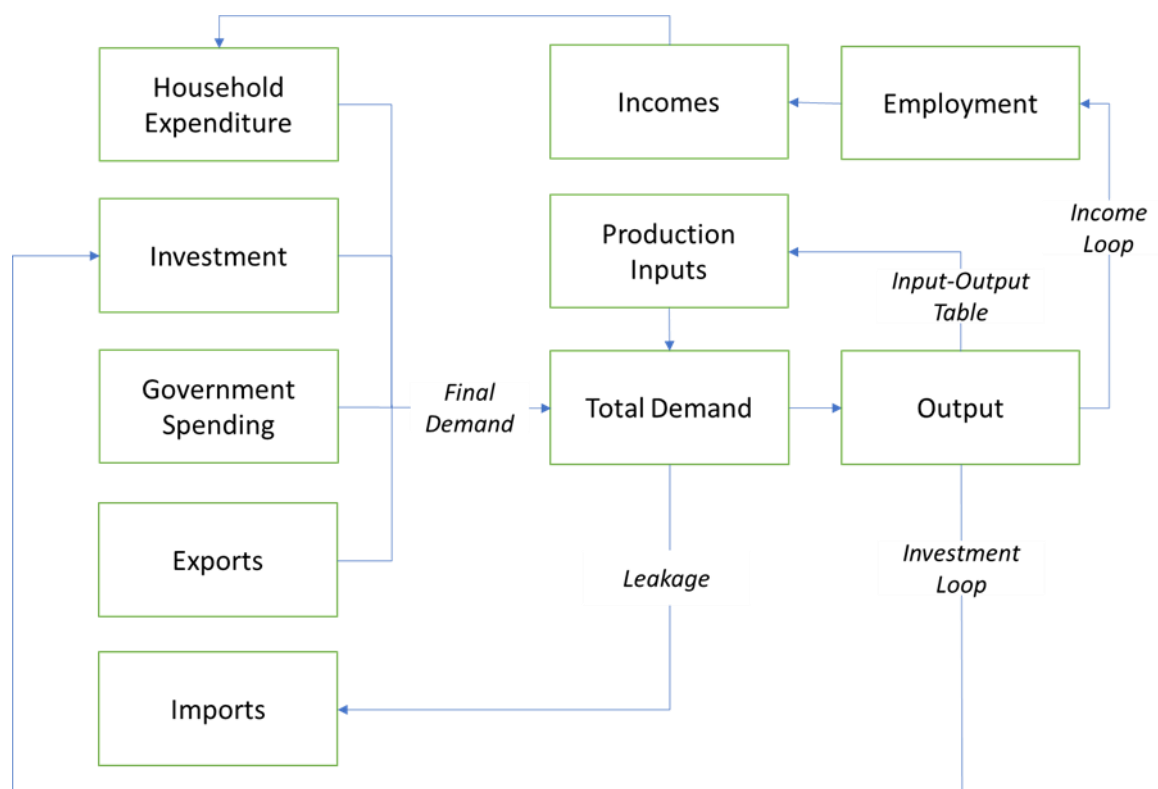 Household
Expenditure
Incomes
Employment
Investment
Production
Inputs
Income
Loop
Input-Output
Table
Government
Spending
Final
Demand
Total Demand
Output
Exports
Leakage
Investment
Loop
Imports